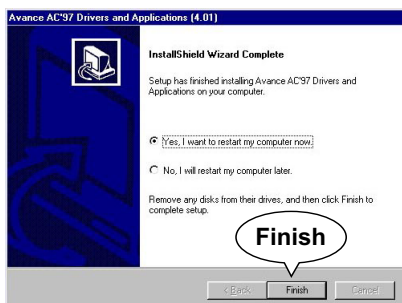 Avance AC'97 Drivers and Applications (4.01)
InstallShield Wizard Complete
Setup has finished installing Avance AC'97 Drivers and
Applications on your computer.
Yes, I want to restart my computer now.
No, I will restart my computer later.
Remove any disks from their drives, and then click Finish to
complete setup.
Finish
< Back Finish Cancel